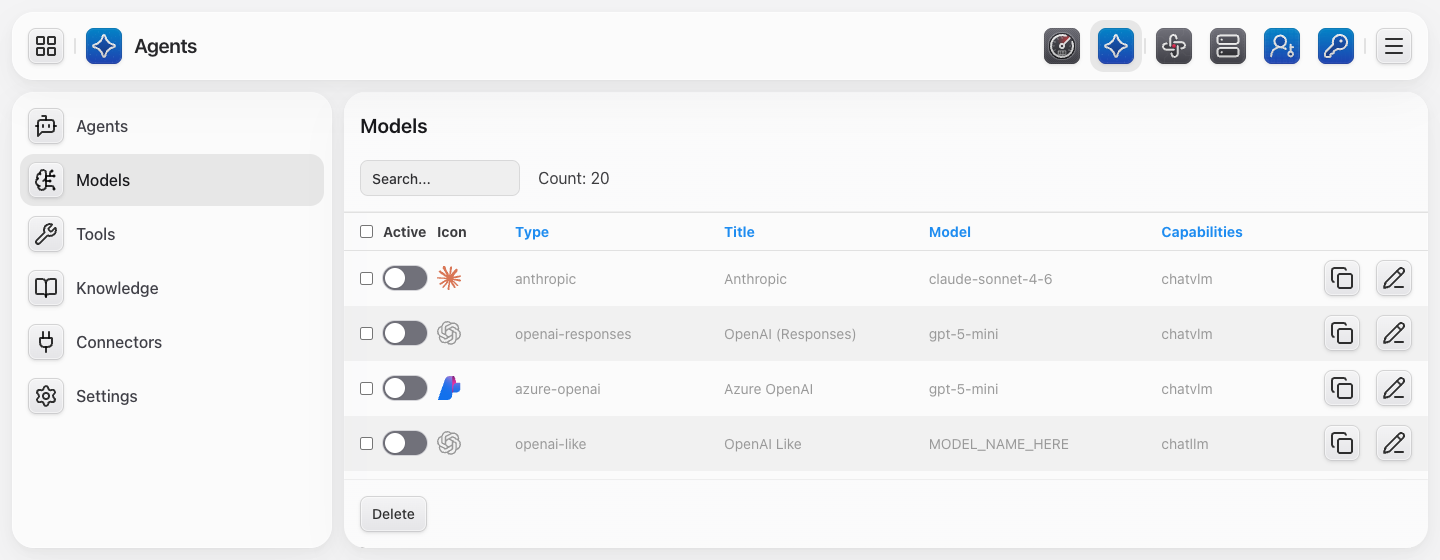 Agents
Agents
Models
Tools
Knowledge
Connectors
Settings
Models
Search...
Count: 20
Active Icon Type Title Model Capabilities
anthropic Anthropic claude-sonnet-4-6 chatvlm
openai-responses OpenAI (Responses) gpt-5-mini chatvlm
azure-openai Azure OpenAI gpt-5-mini chatvlm
openai-like OpenAI Like MODEL_NAME_HERE chatllm
Delete